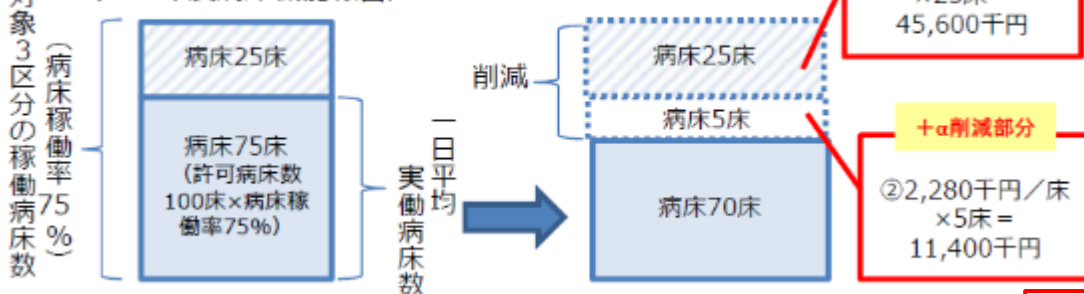 対象3区分の稼働病床数
(病床稼働率75%)
病床25床
病床75床
(許可病床数
100床×病床稼
働率75%)
一日平均
実働病床数
削減
病床25床
病床5床
病床70床
45,600千円
+α削減部分
②2,280千円/床
×5床=
11,400千円